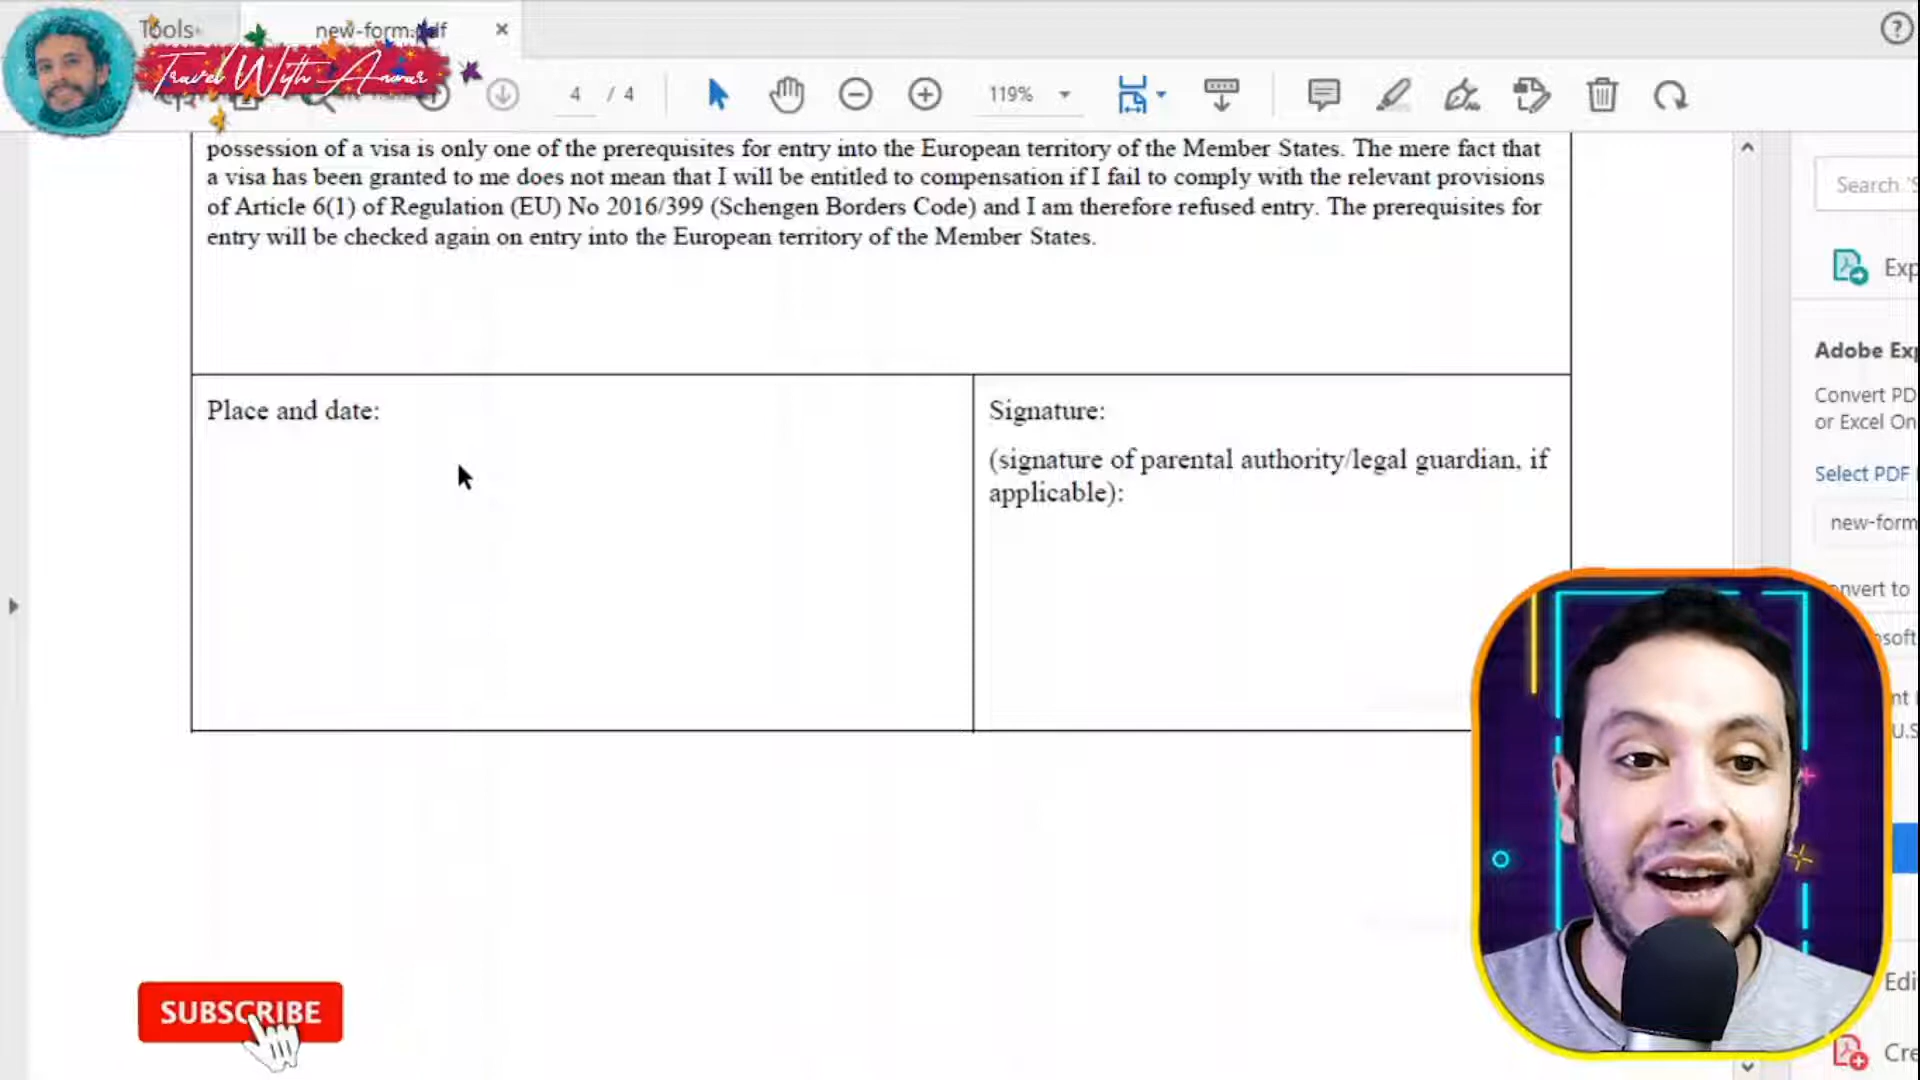 Tools
new-form.pdf
Travel With Anouar
4 / 4
119%
possession of a visa is only one of the prerequisites for entry into the European territory of the Member States. The mere fact that
a visa has been granted to me does not mean that I will be entitled to compensation if I fail to comply with the relevant provisions
of Article 6(1) of Regulation (EU) No 2016/399 (Schengen Borders Code) and I am therefore refused entry. The prerequisites for
entry will be checked again on entry into the European territory of the Member States.
Place and date:
Signature:
(signature of parental authority/legal guardian, if
applicable):
Search
Adobe
Convert
or Excel
Select PDF
new-form
to
SUBSCRIBE